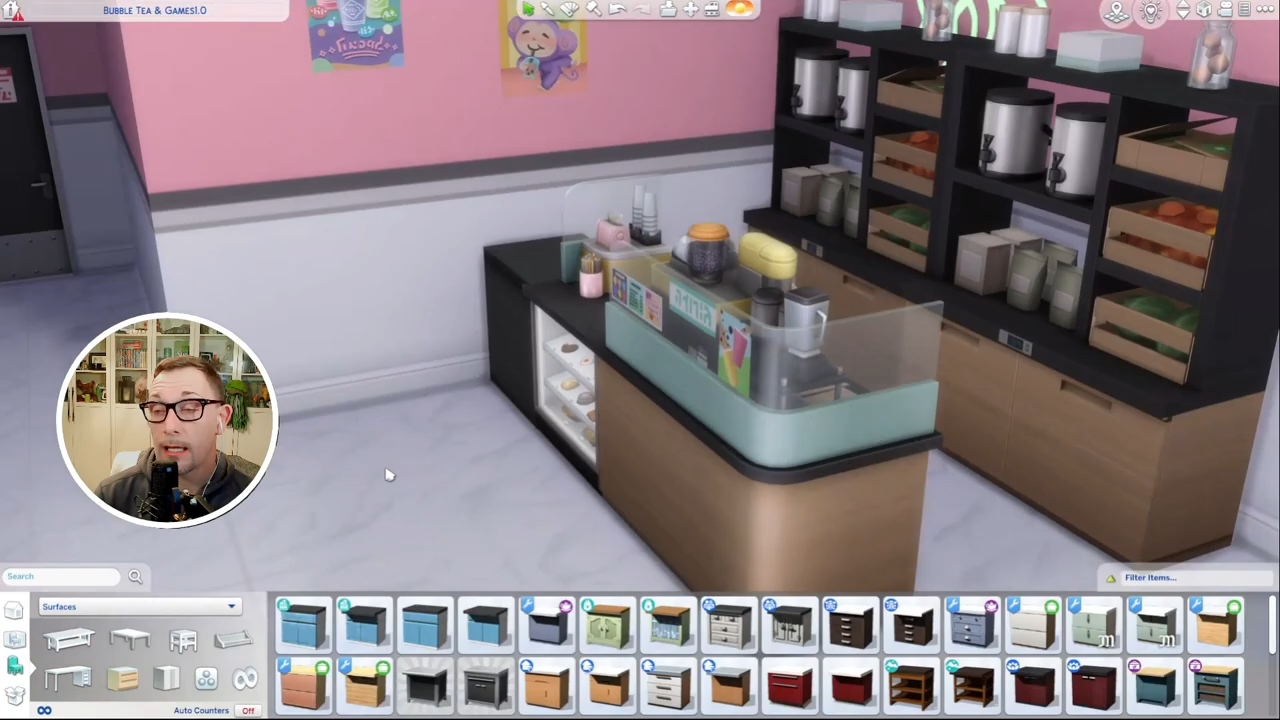 Bubble Tea & Games1.0
Search
Filter Items...
Surfaces
Auto Counters
Off